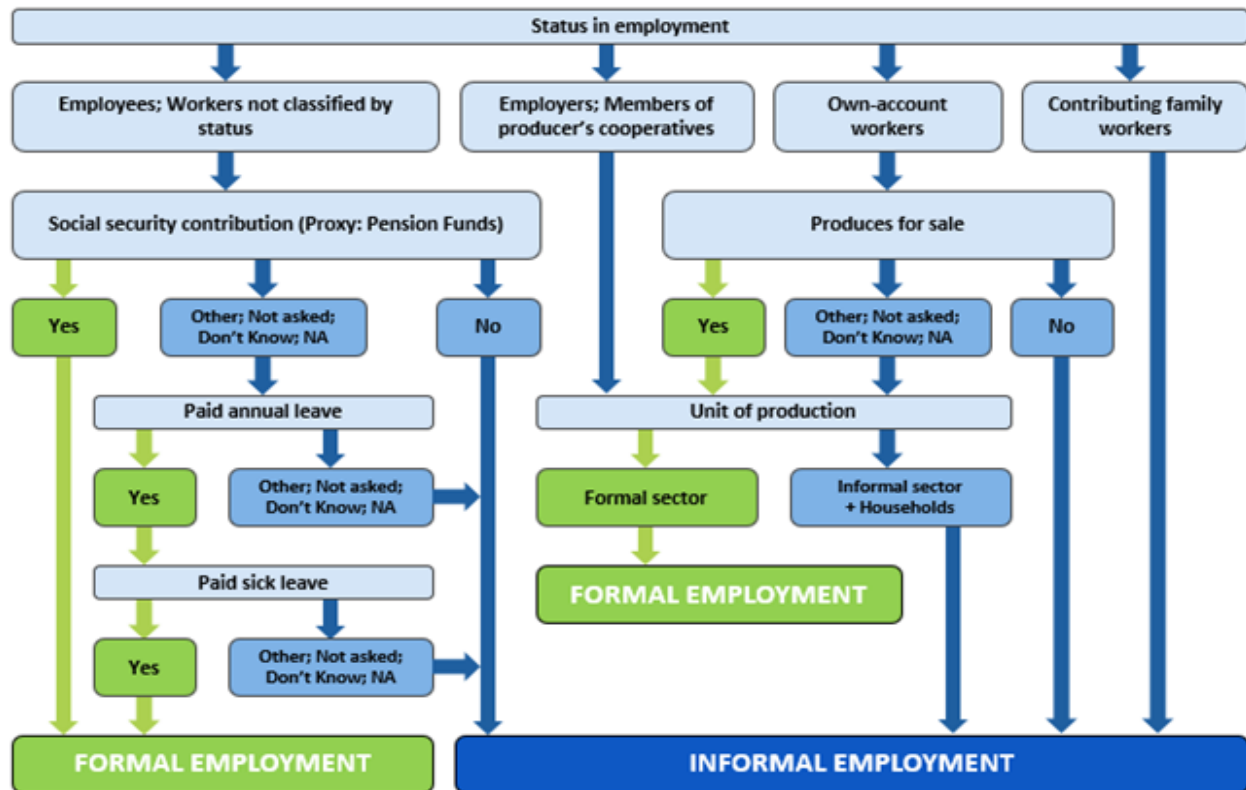 Status in employment
Employees; Workers not classified by
status
Employers; Members of
producer's cooperatives
Own-account
workers
Contributing family
workers
Social security contribution (Proxy: Pension Funds)
Produces for sale
Yes
Other; Not asked;
Don't Know; NA
No
Yes
Other; Not asked;
Don't Know; NA
No
Paid annual leave
Unit of production
Yes
Other; Not asked;
Don't Know; NA
Formal sector
Informal sector
+ Households
Paid sick leave
FORMAL EMPLOYMENT
Yes
Other; Not asked;
Don't Know; NA
FORMAL EMPLOYMENT
INFORMAL EMPLOYMENT